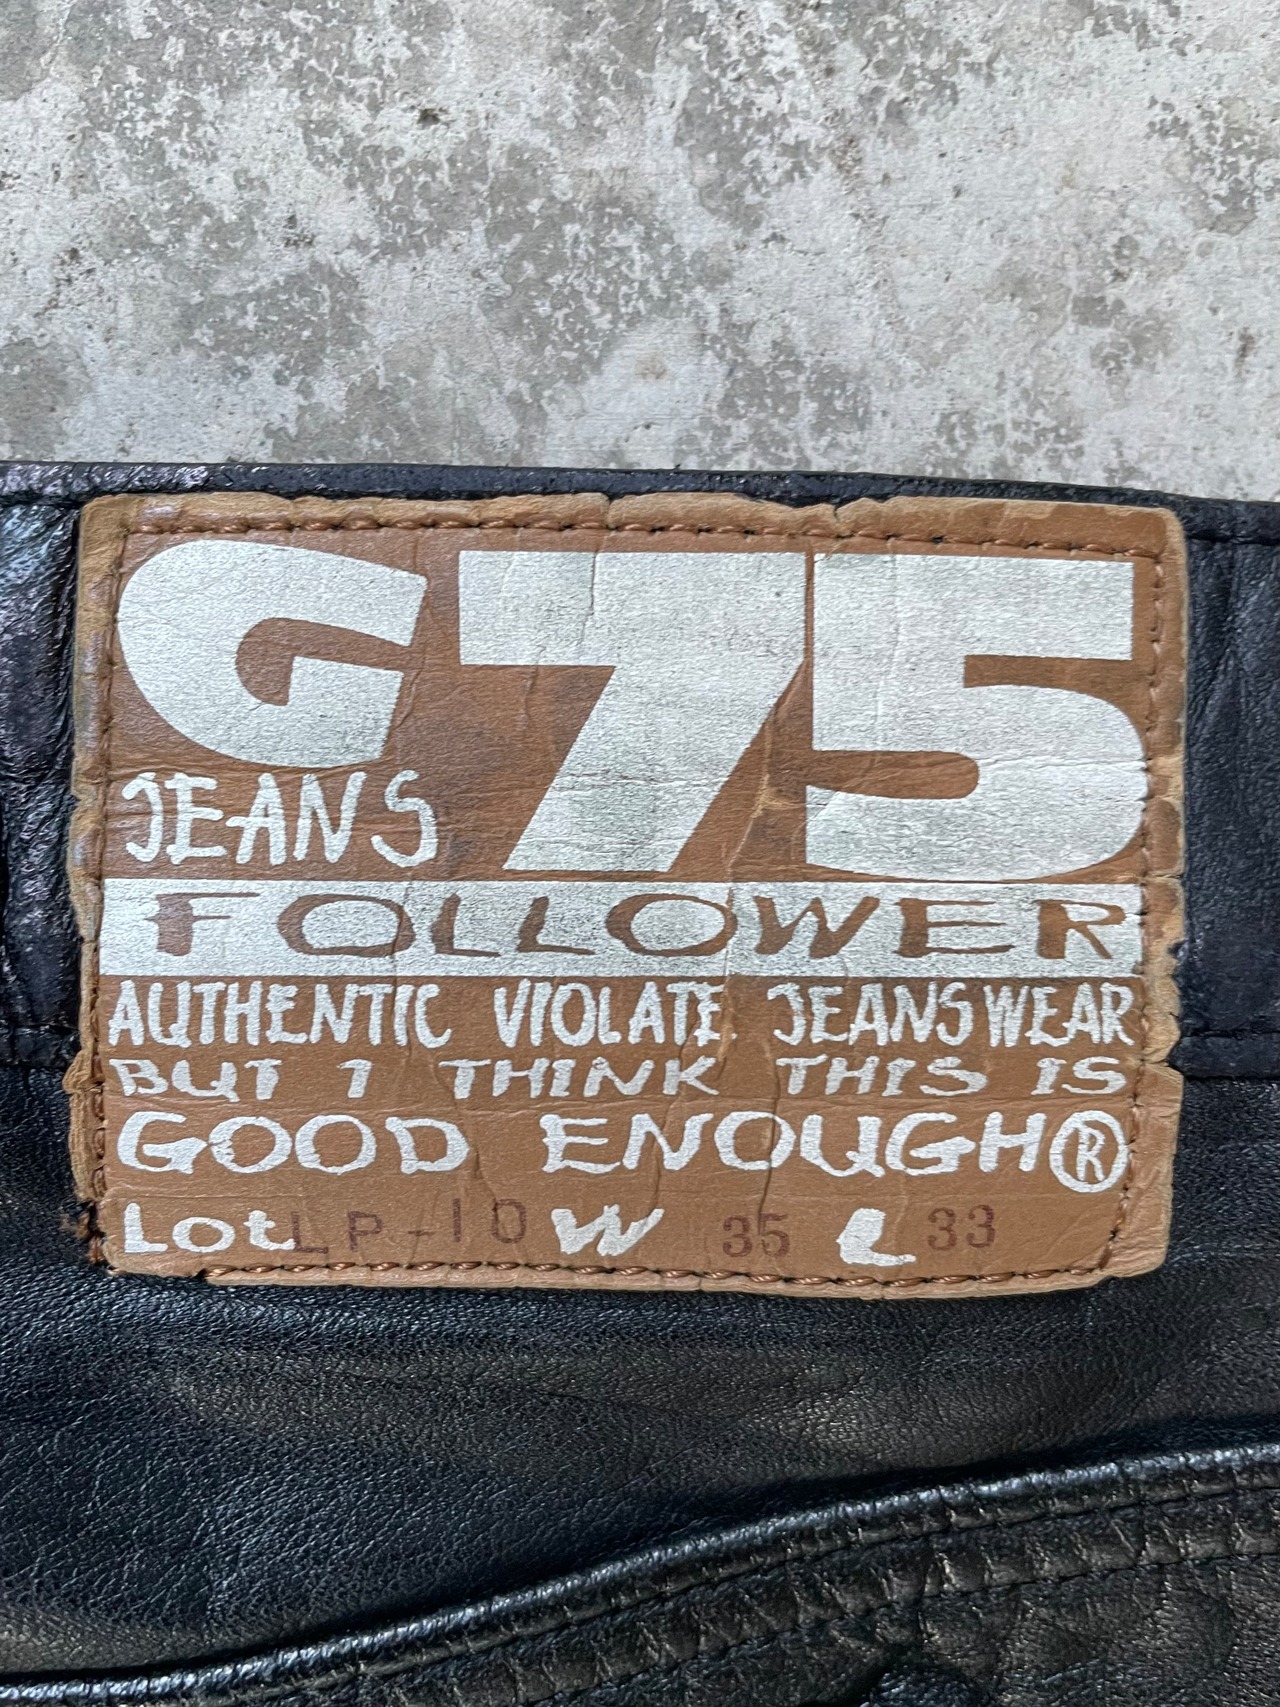 G75
JEANS
FOLLOWER
AUTHENTIC VIOLATE JEANSWEAR
BUT I THINK THIS IS
GOOD ENOUGH®
Lot LP-10 W 35 L 33